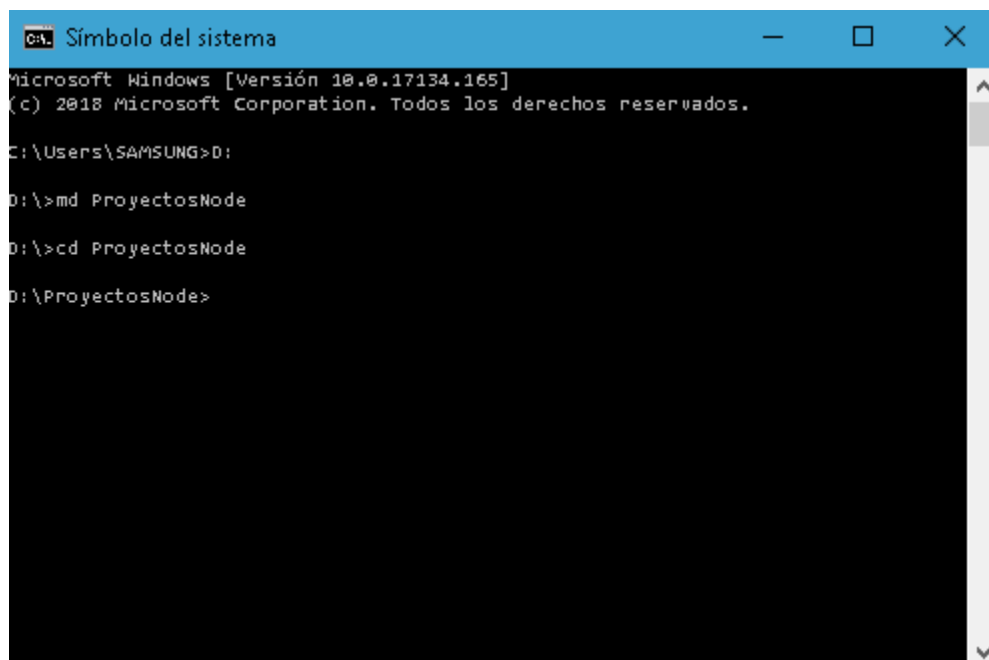 Símbolo del sistema
Microsoft Windows [Versión 10.0.17134.165]
(c) 2018 Microsoft Corporation. Todos los derechos reservados.
C:\Users\SAMSUNG>D:
D:\>md ProyectosNode
D:\>cd ProyectosNode
D:\ProyectosNode>